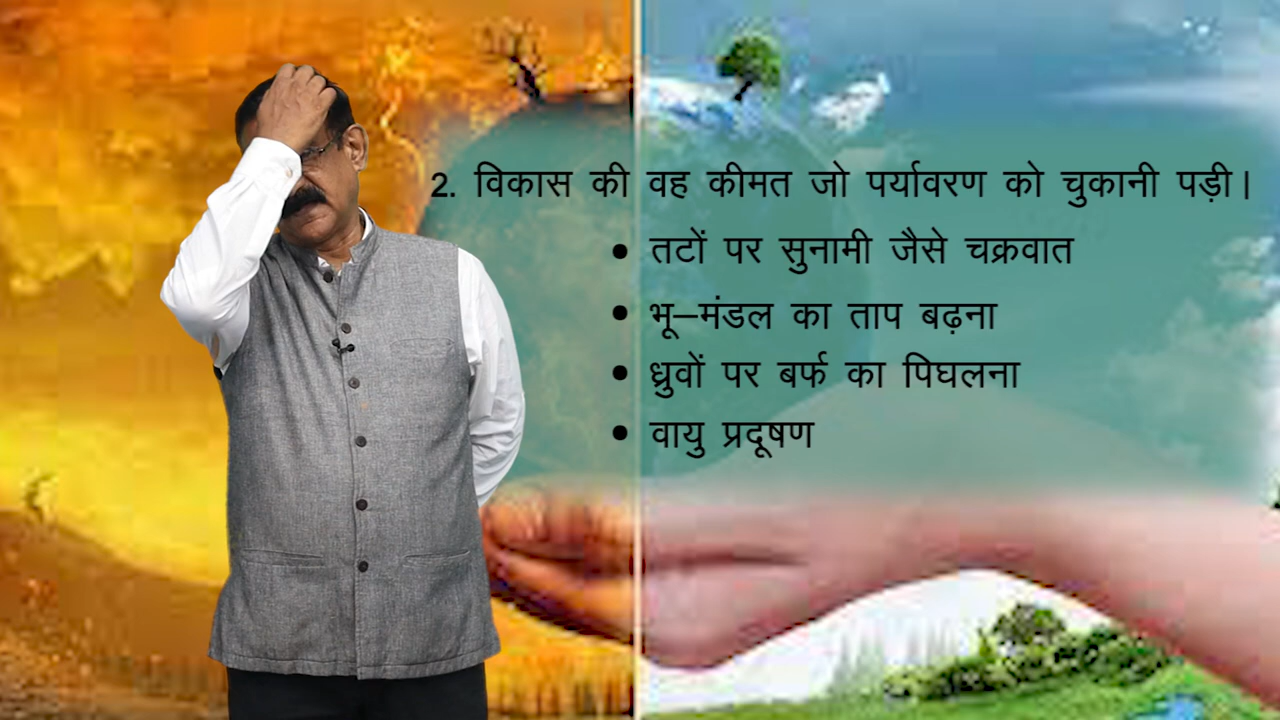 2. विकास की वह कीमत जो पर्यावरण को चुकानी पड़ी।
• तटों पर सुनामी जैसे चक्रवात
• भू–मंडल का ताप बढ़ना
• ध्रुवों पर बर्फ का पिघलना
• वायु प्रदूषण